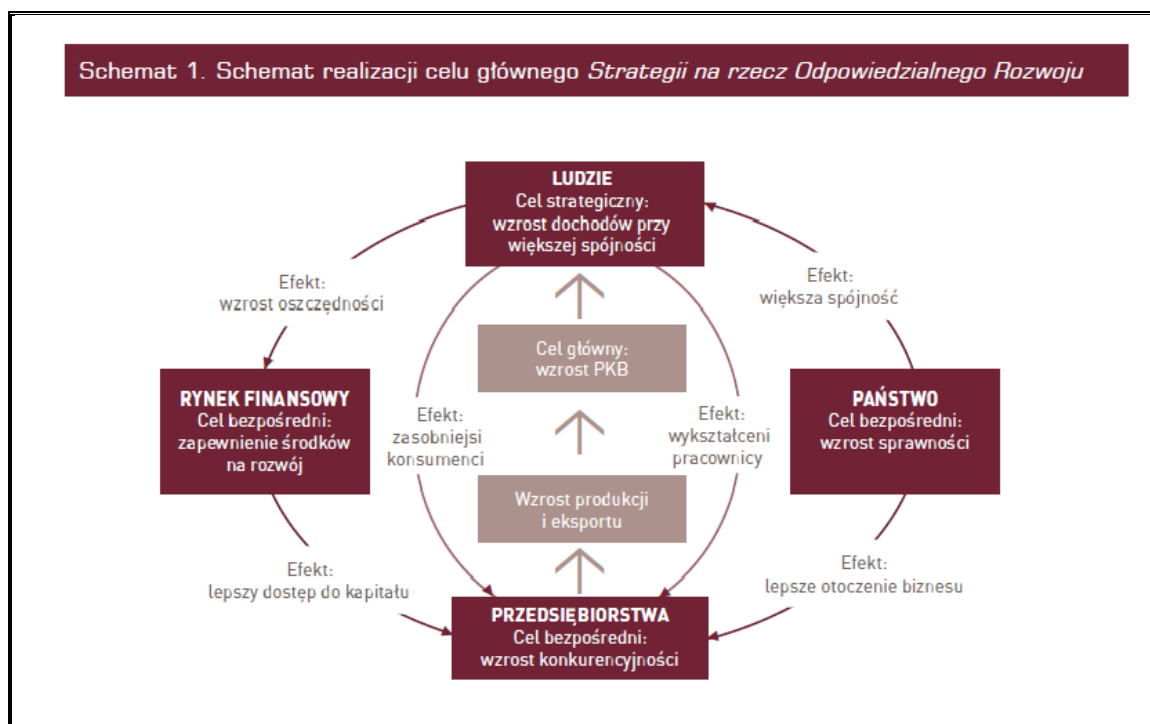 Schemat 1. Schemat realizacji celu głównego Strategii na rzecz Odpowiedzialnego Rozwoju
LUDZIE
Cel strategiczny:
wzrost dochodów przy
większej spójności
Efekt:
wzrost oszczędności
Efekt:
większa spójność
Cel główny:
wzrost PKB
RYNEK FINANSOWY
Cel bezpośredni:
zapewnienie środków
na rozwój
Efekt:
zasobniejsi
konsumenci
Efekt:
wykształceni
pracownicy
PAŃSTWO
Cel bezpośredni:
wzrost sprawności
Wzrost produkcji
i eksportu
Efekt:
lepszy dostęp do kapitału
Efekt:
lepsze otoczenie biznesu
PRZEDSIĘBIORSTWA
Cel bezpośredni:
wzrost konkurencyjności